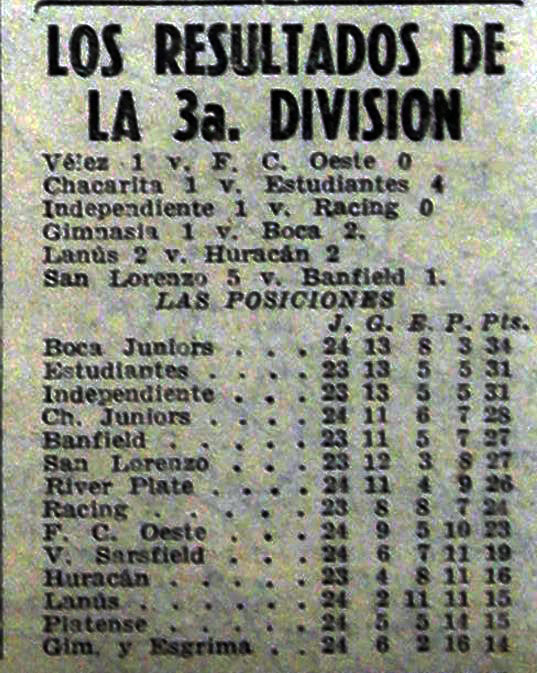 LOS RESULTADOS DE
LA 3a. DIVISION
Vélez 1 v. F. C. Oeste 0
Chacarita 1 v. Estudiantes 4
Independiente 1 v. Racing 0
Gimnasia 1 v. Boca 2.
Lanús 2 v. Huracán 2
San Lorenzo 5 v. Banfield 1.
LAS POSICIONES
J. G. E. P. Pts.
Boca Juniors . . . 24 13 8 3 34
Estudiantes . . . . 23 13 5 5 31
Independiente . . . 23 13 5 5 31
Ch. Juniors . . . . 24 11 6 7 28
Banfield . . . . . 23 11 5 7 27
San Lorenzo . . . 23 12 3 8 27
River Plate . . . . 24 11 4 9 26
Racing . . . . . . 23 8 8 7 24
F. C. Oeste . . . . 24 9 5 10 23
V. Sarsfield . . . . 24 6 7 11 19
Huracán . . . . . 23 4 8 11 16
Lanús . . . . . . 24 2 11 11 15
Platense . . . . . 24 5 5 14 15
Gim. y Esgrima . . 24 6 2 16 14